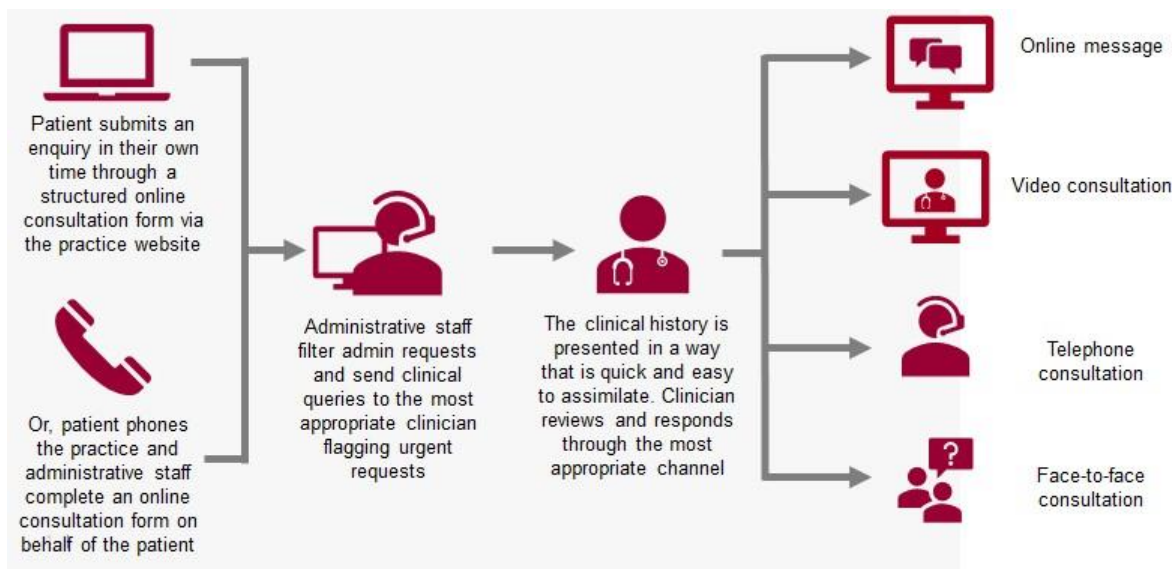 Patient submits an
enquiry in their own
time through a
structured online
consultation form via
the practice website
Or, patient phones
the practice and
administrative staff
complete an online
consultation form on
behalf of the patient
Administrative staff
filter admin requests
and send clinical
queries to the most
appropriate clinician
flagging urgent
requests
The clinical history is
presented in a way
that is quick and easy
to assimilate. Clinician
reviews and responds
through the most
appropriate channel
Online message
Video consultation
Telephone
consultation
?
Face-to-face
consultation